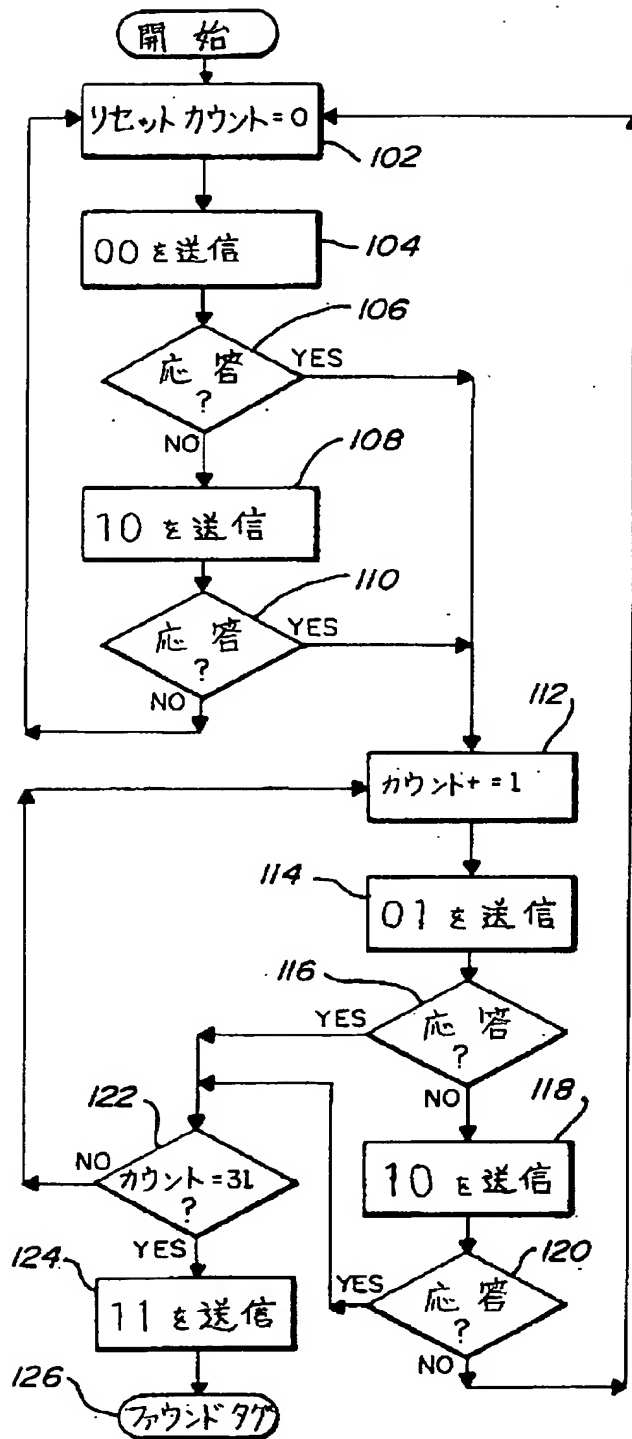 開始
リセットカウント=0
102
00を送信
104
106
応答
?
YES
NO
108
10を送信
110
応答
?
YES
NO
112
カウント+=1
114
01を送信
116
応答
?
YES
NO
118
10を送信
120
応答
?
YES
NO
122
カウント=31
?
NO
YES
124
11を送信
126
ファウンドタグ